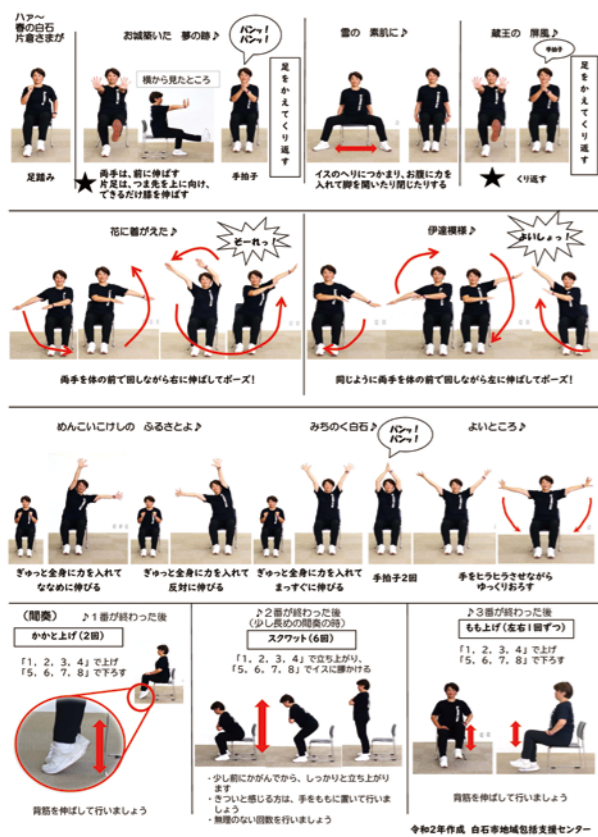 ハァ～
春の白石
片倉さまが
足踏み
お城築いた 夢の跡♪
パンッ！
パンッ！
横から見たところ
★ 両手は、前に伸ばす
片足は、つま先を上に向け、
できるだけ膝を伸ばす
手拍子
足をかえてくり返す
雪の 素肌に♪
イスのヘリにつかまり、お腹に力を
入れて脚を開いたり閉じたりする
蔵王の 屏風♪
手拍子
★ くり返す
足をかえてくり返す
花に着がえた♪
そーれっ！
両手を体の前で回しながら右に伸ばしてポーズ！
伊達模様♪
よいしょっ！
同じように両手を体の前で回しながら左に伸ばしてポーズ！
めんこいこけしの ふるさとよ♪
ぎゅっと全身に力を入れて
ななめに伸びる
ぎゅっと全身に力を入れて
反対に伸びる
みちのく白石♪
パンッ！
パンッ！
ぎゅっと全身に力を入れて
まっすぐに伸びる
手拍子2回
よいところ♪
手をヒラヒラさせながら
ゆっくりおろす
（間奏） ♪1番が終わった後
かかと上げ（2回）
「1，2，3，4」で上げ
「5，6，7，8」で下ろす
背筋を伸ばして行いましょう
♪2番が終わった後
（少し長めの間奏の時）
スクワット（6回）
「1，2，3，4」で立ち上がり、
「5，6，7，8」でイスに腰かける
・少し前にかがんでから、しっかりと立ち上がり
ます
・きついと感じる方は、手をももに置いて行いま
しょう
・無理のない回数を行いましょう
♪3番が終わった後
もも上げ（左右1回ずつ）
「1，2，3，4」で上げ
「5，6，7，8」で下ろす
背筋を伸ばして行いましょう
令和2年作成 白石市地域包括支援センター